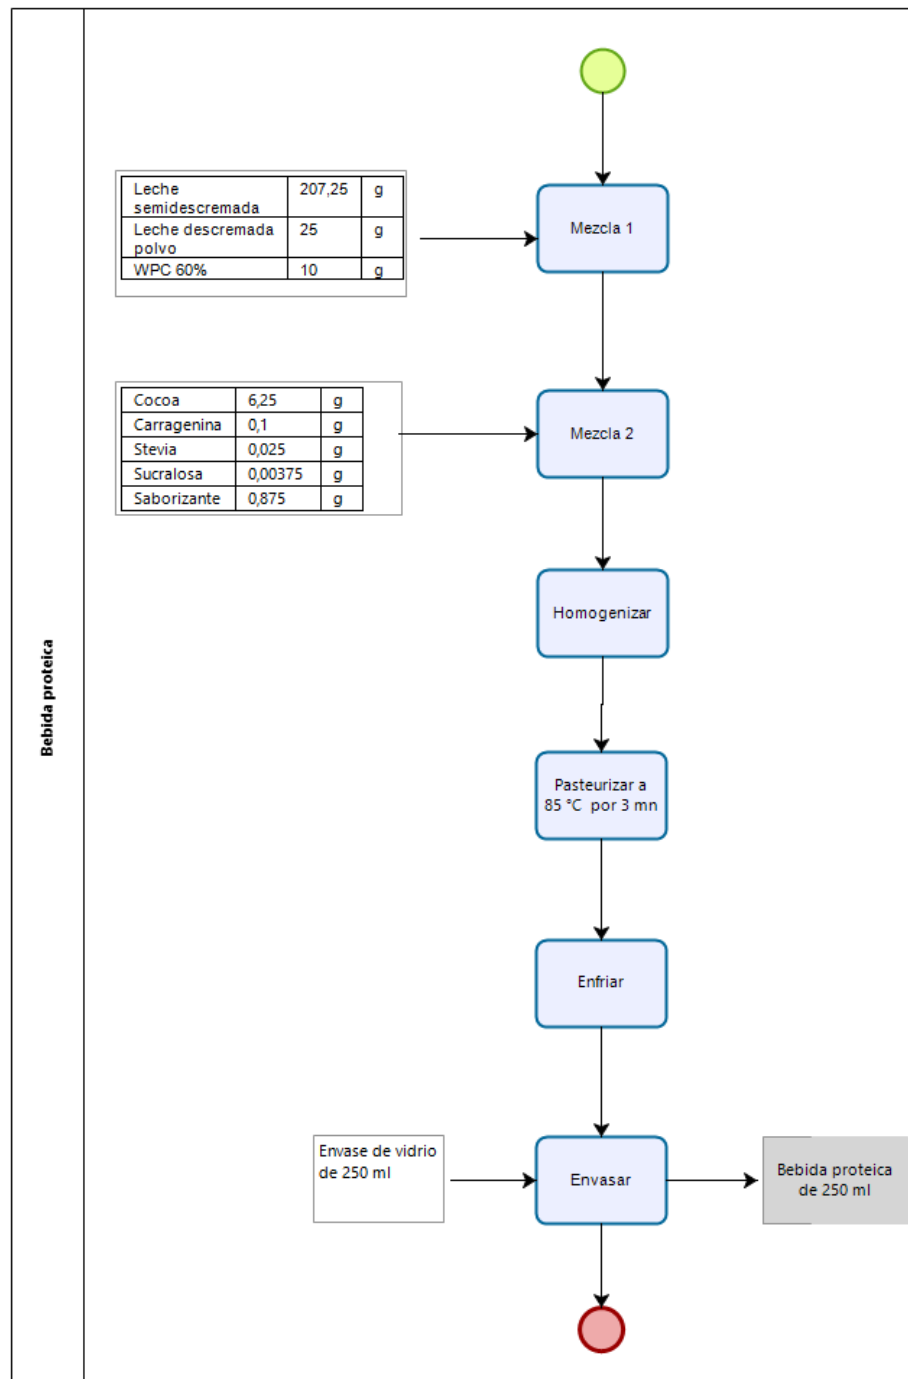 Bebida proteica
Leche semidescremada 207,25 g
Leche descremada polvo 25 g
WPC 60% 10 g
Mezcla 1
Cocoa 6,25 g
Carragenina 0,1 g
Stevia 0,025 g
Sucralosa 0,00375 g
Saborizante 0,875 g
Mezcla 2
Homogenizar
Pasteurizar a
85 °C por 3 mn
Enfriar
Envase de vidrio
de 250 ml
Envasar
Bebida proteica
de 250 ml